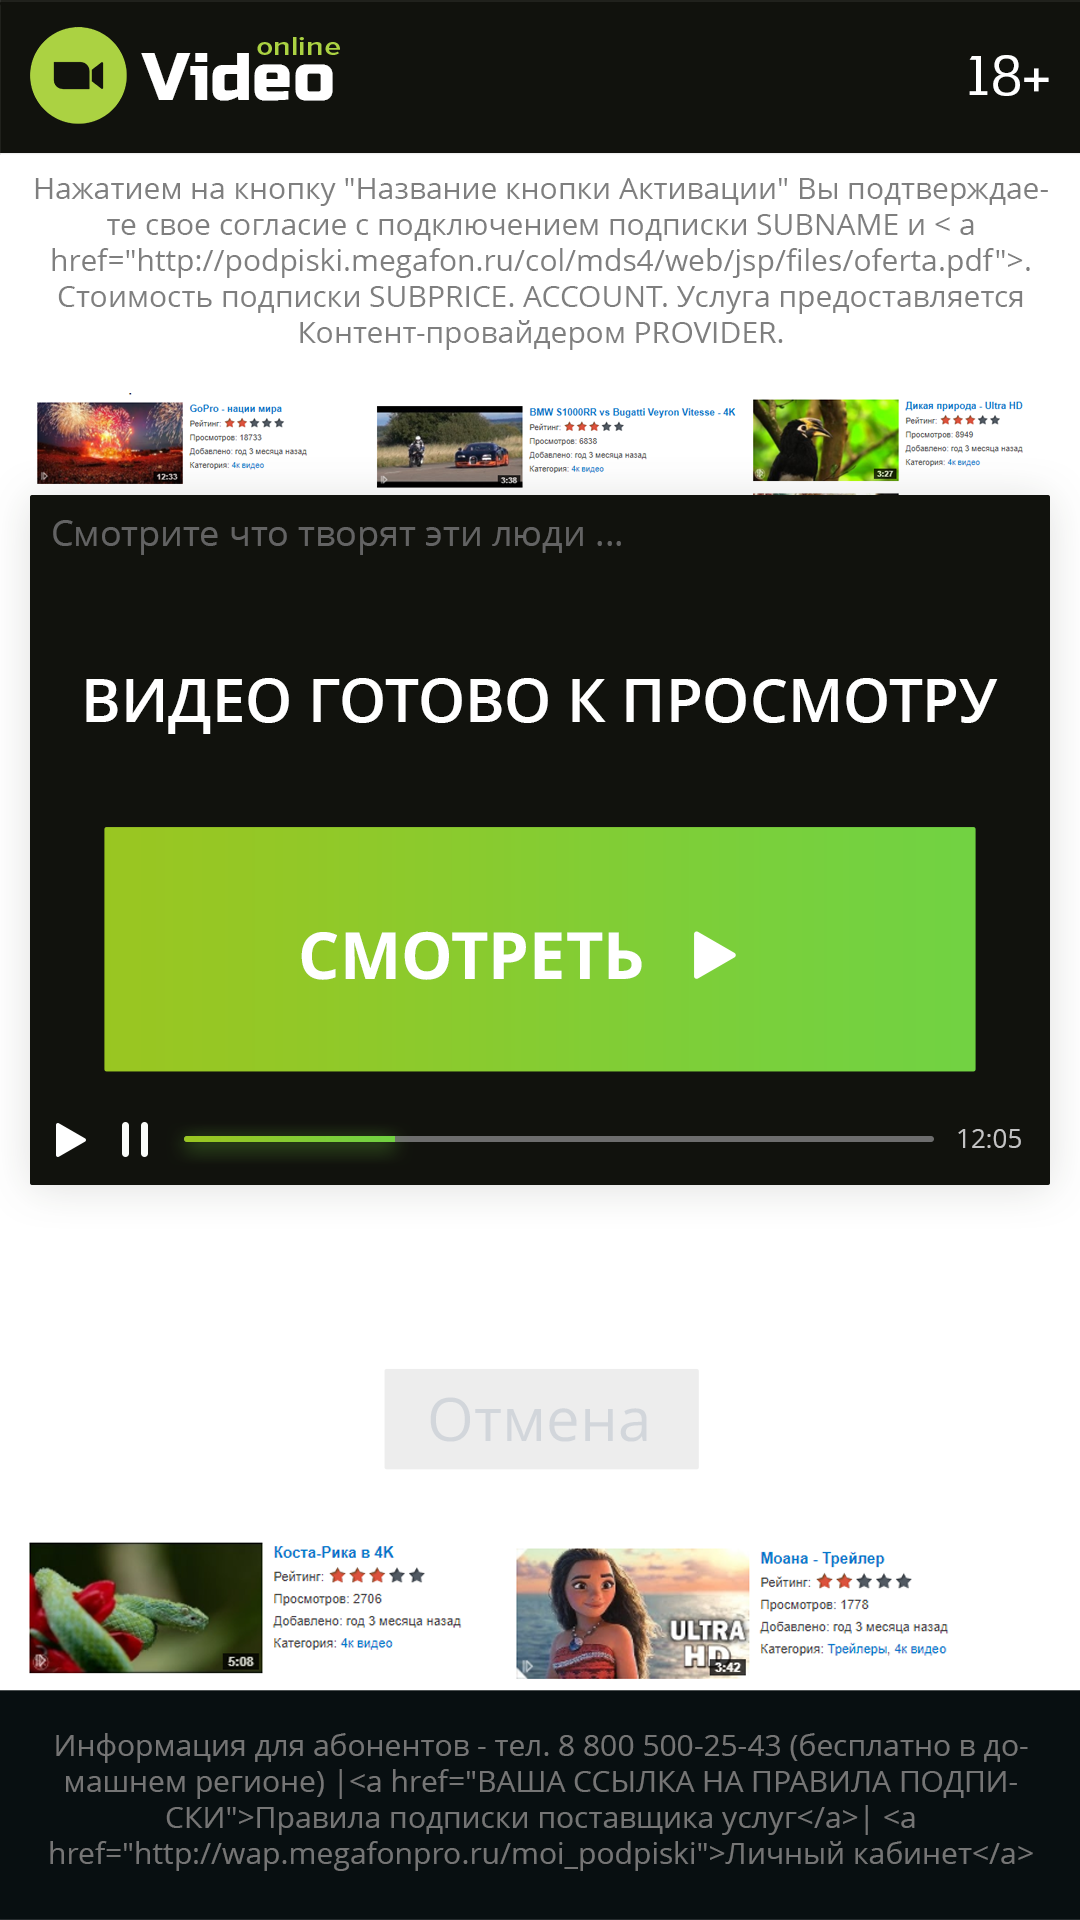 online
Video
18+
Нажатием на кнопку "Название кнопки Активации" Вы подтверждае-
те свое согласие с подключением подписки SUBNAME и < a
href="http://podpiski.megafon.ru/col/mds4/web/jsp/files/oferta.pdf">.
Стоимость подписки SUBPRICE. ACCOUNT. Услуга предоставляется
Контент-провайдером PROVIDER.
GoPro - нации мира
Рейтинг:
Просмотров: 18733
Добавлено: год 3 месяца назад
Категория: 4к видео
12:33
BMW S1000RR vs Bugatti Veyron Vitesse - 4K
Рейтинг:
Просмотров: 6838
Добавлено: год 3 месяца назад
Категория: 4к видео
3:38
Дикая природа - Ultra HD
Рейтинг:
Просмотров: 8949
Добавлено: год 3 месяца назад
Категория: 4к видео
3:27
Смотрите что творят эти люди ...
ВИДЕО ГОТОВО К ПРОСМОТРУ
СМОТРЕТЬ
12:05
Отмена
Коста-Рика в 4K
Рейтинг:
Просмотров: 2706
Добавлено: год 3 месяца назад
Категория: 4к видео
5:08
Моана - Трейлер
Рейтинг:
Просмотров: 1778
Добавлено: год 3 месяца назад
Категория: Трейлеры, 4к видео
ULTRA
HD
3:42
Информация для абонентов - тел. 8 800 500-25-43 (бесплатно в до-
машнем регионе) |<a href="ВАША ССЫЛКА НА ПРАВИЛА ПОДПИ-
СКИ">Правила подписки поставщика услуг</a>| <a
href="http://wap.megafonpro.ru/moi_podpiski">Личный кабинет</a>